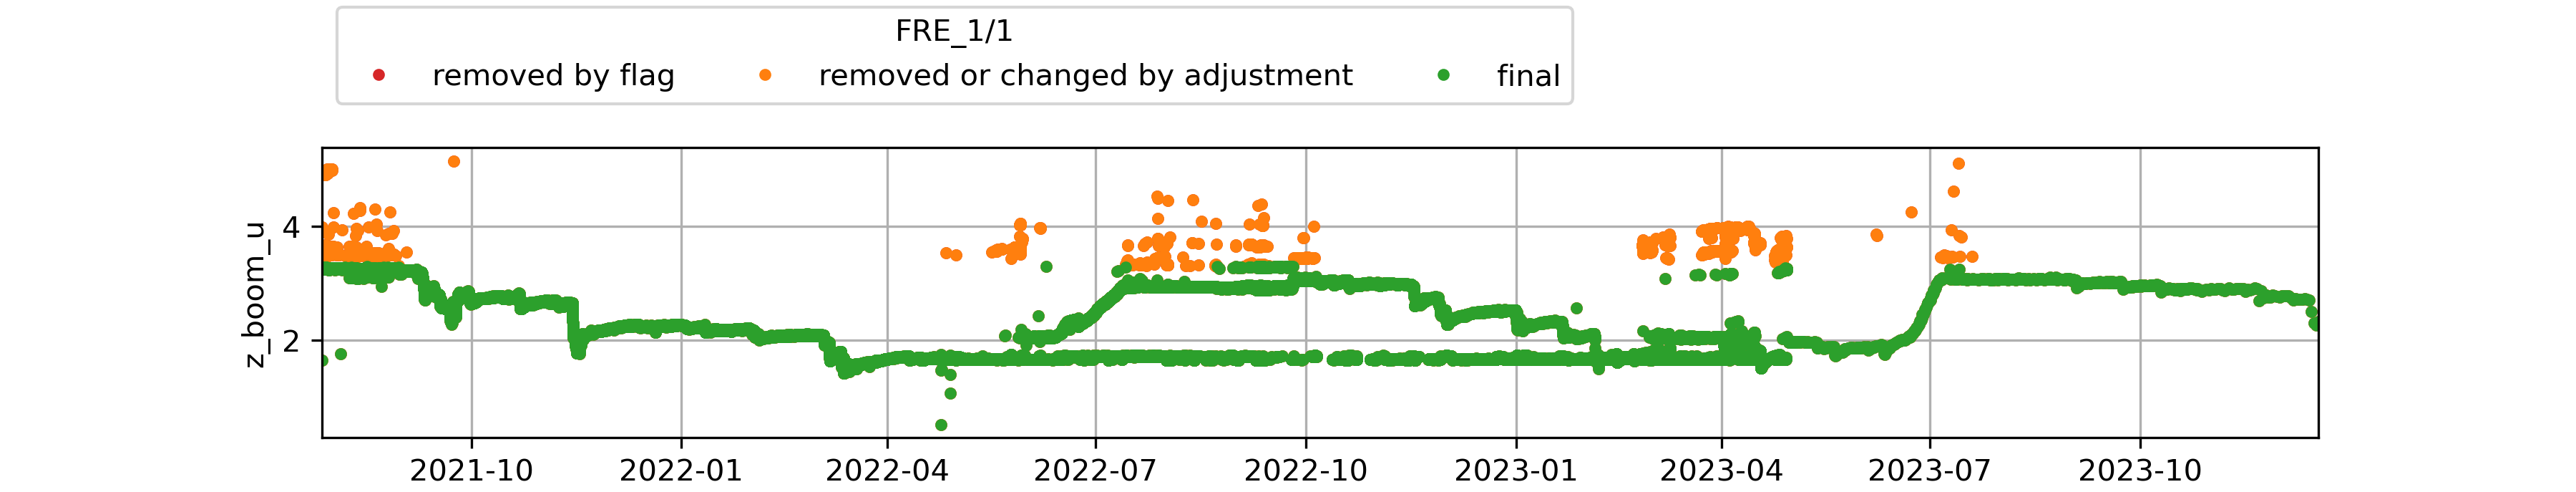 FRE_1/1
removed by flag
removed or changed by adjustment
final
z_boom_u
4
2
2021-10
2022-01
2022-04
2022-07
2022-10
2023-01
2023-04
2023-07
2023-10